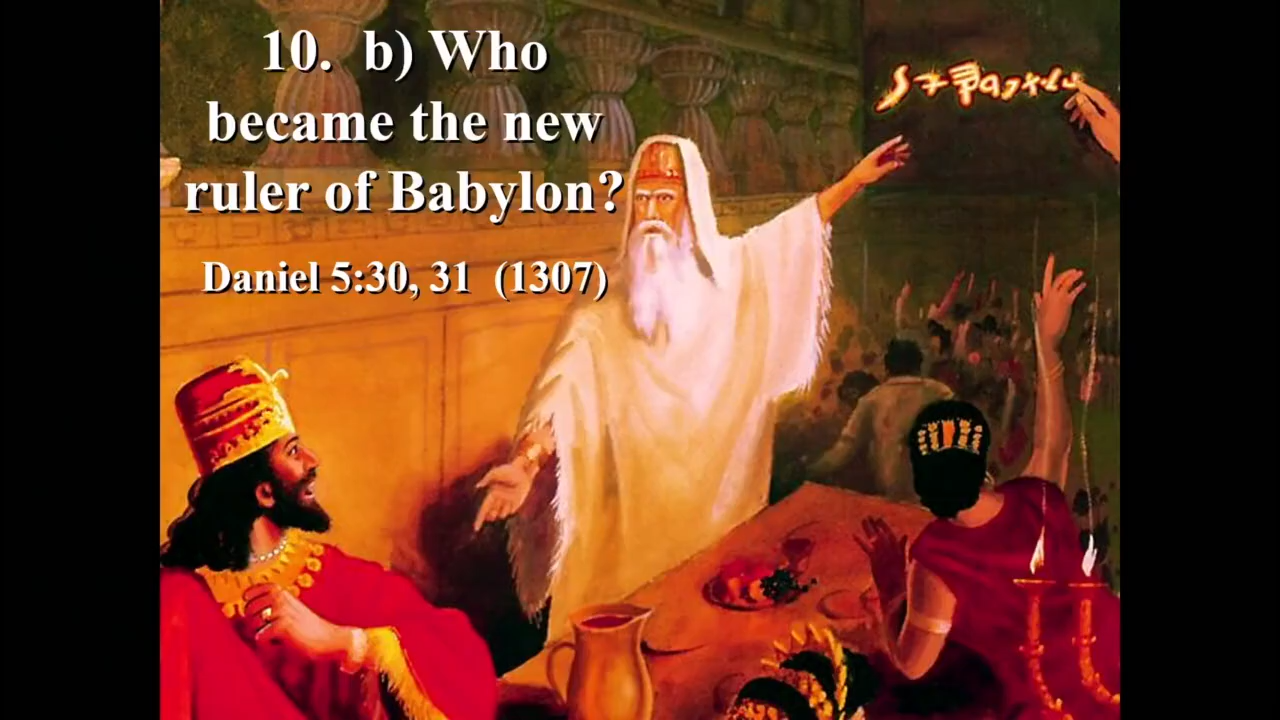 10. b) Who
became the new
ruler of Babylon?
Daniel 5:30, 31 (1307)